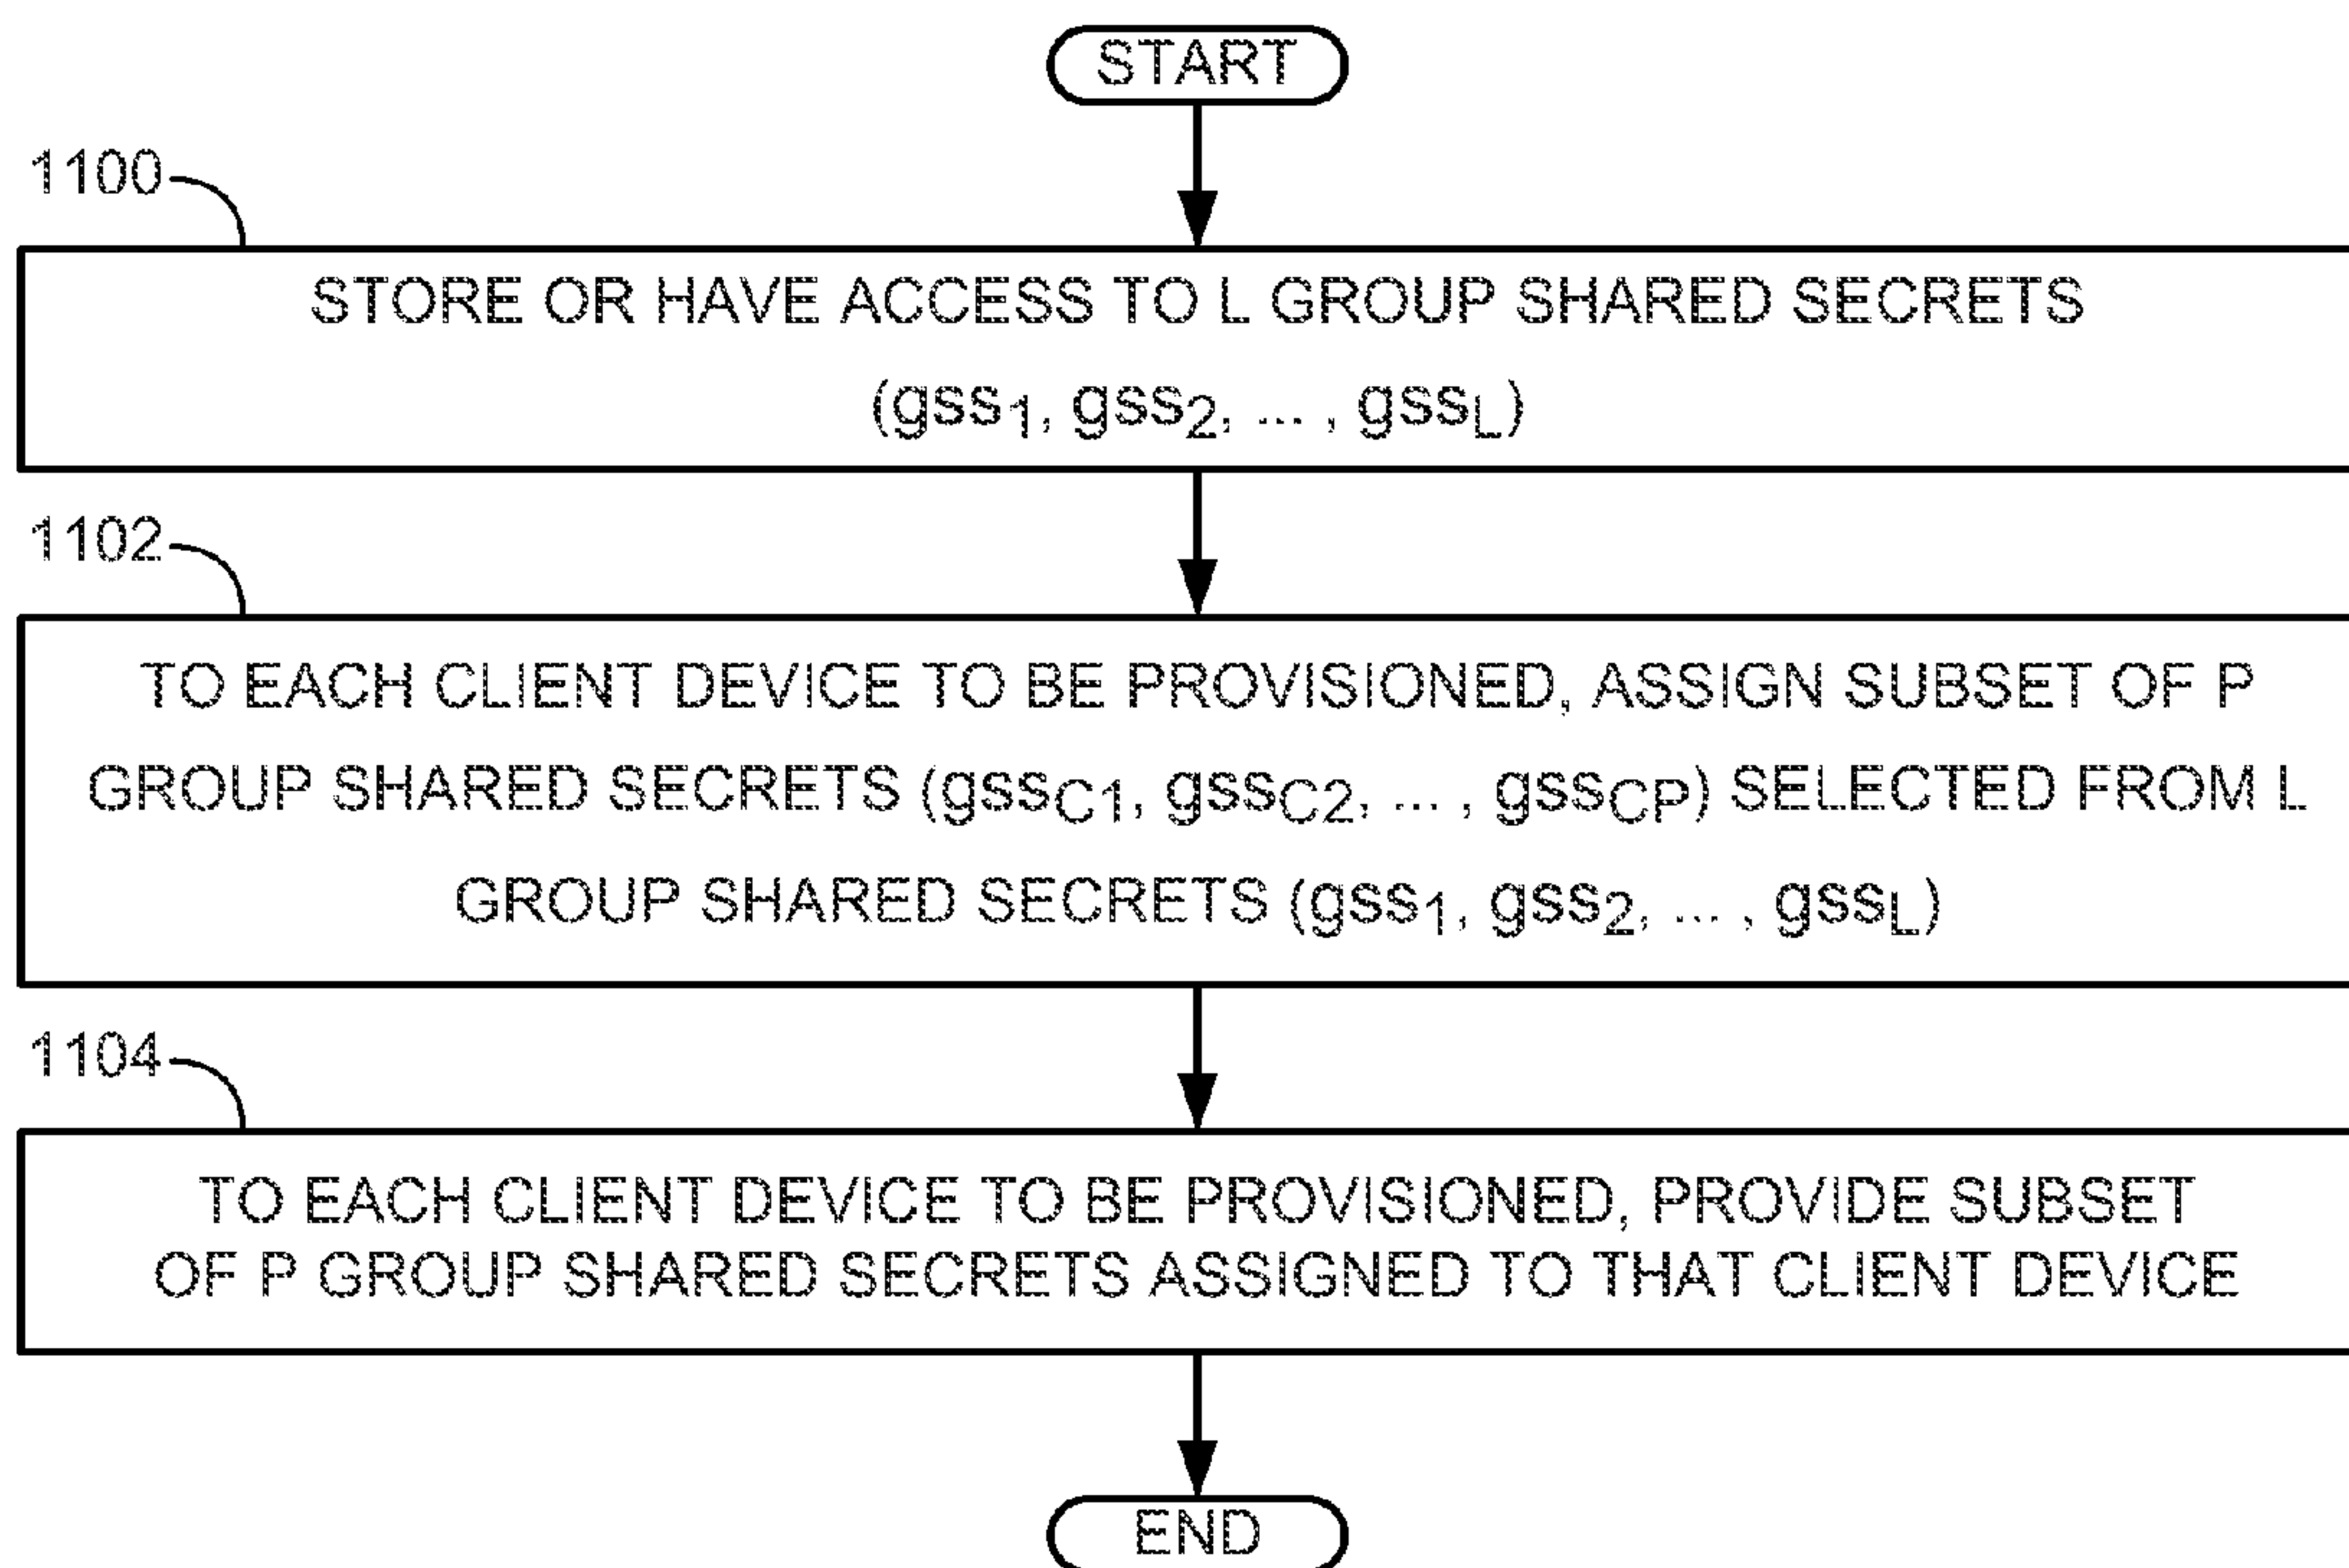 START
1100
STORE OR HAVE ACCESS TO L GROUP SHARED SECRETS
(gss1, gss2, ... , gssL)
1102
TO EACH CLIENT DEVICE TO BE PROVISIONED, ASSIGN SUBSET OF P
GROUP SHARED SECRETS (gssC1, gssC2, ... , gssCP) SELECTED FROM L
GROUP SHARED SECRETS (gss1, gss2, ... , gssL)
1104
TO EACH CLIENT DEVICE TO BE PROVISIONED, PROVIDE SUBSET
OF P GROUP SHARED SECRETS ASSIGNED TO THAT CLIENT DEVICE
END